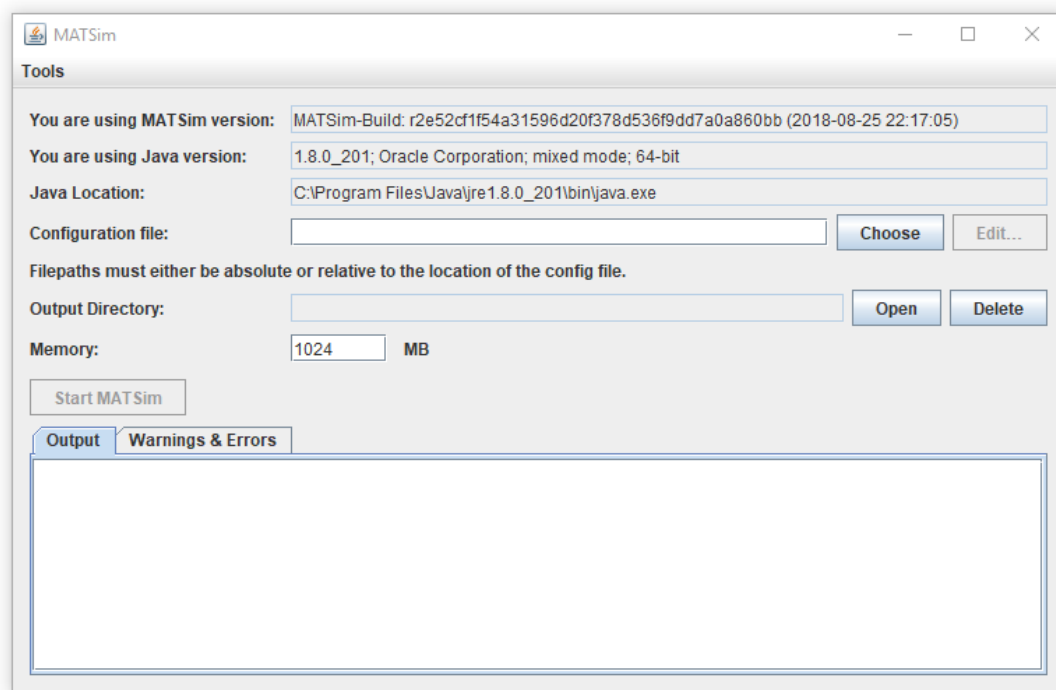 MATSim
Tools
You are using MATSim version: MATSim-Build: r2e52cf1f54a31596d20f378d536f9dd7a0a860bb (2018-08-25 22:17:05)
You are using Java version: 1.8.0_201; Oracle Corporation; mixed mode; 64-bit
Java Location: C:\Program Files\Java\jre1.8.0_201\bin\java.exe
Configuration file: Choose Edit...
Filepaths must either be absolute or relative to the location of the config file.
Output Directory: Open Delete
Memory: 1024 MB
Start MATSim
Output Warnings & Errors